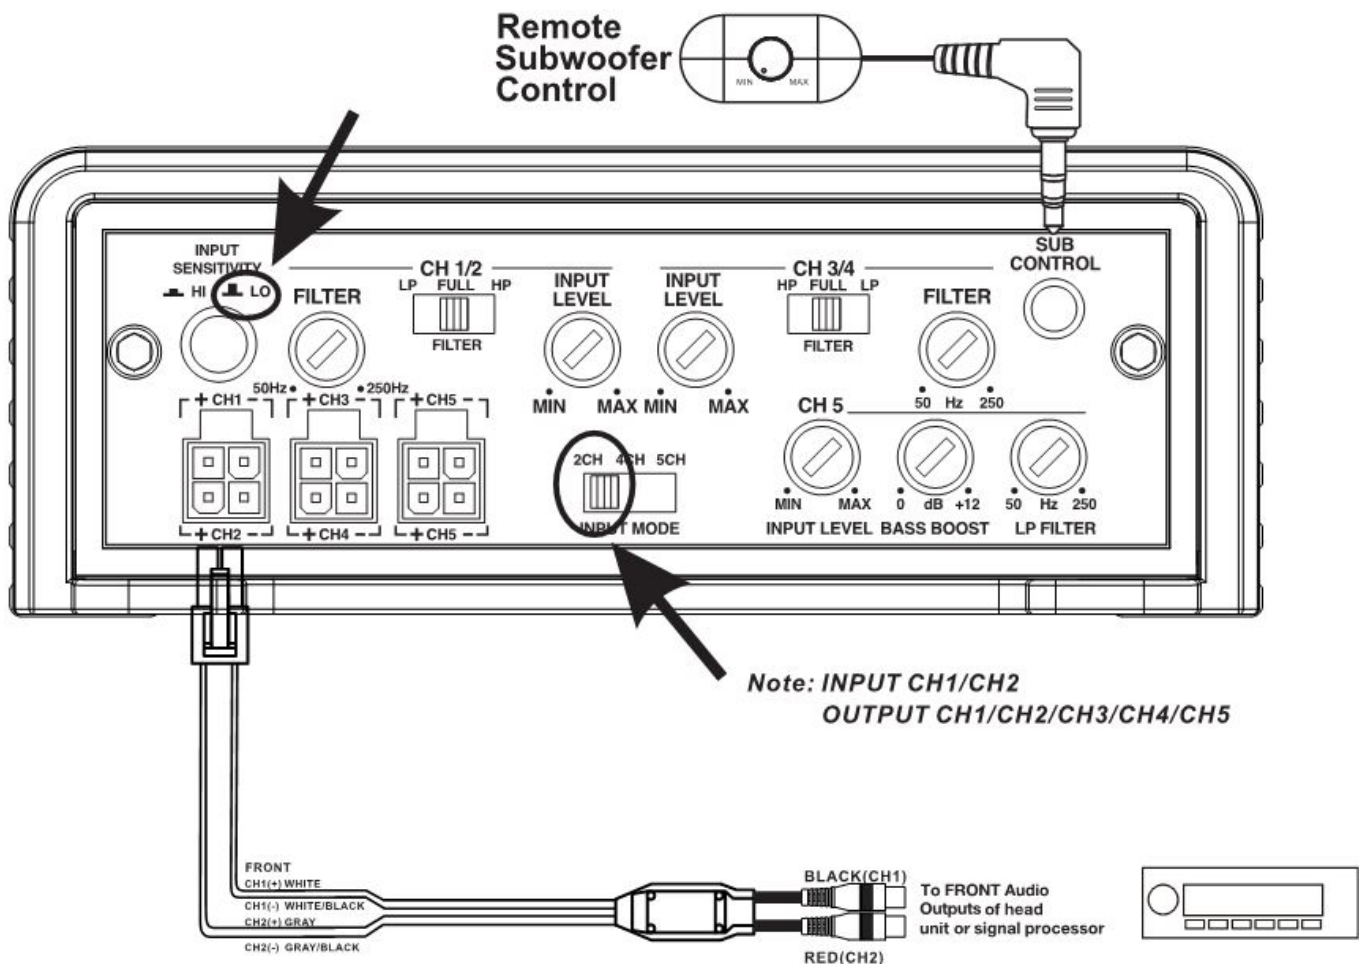 Remote
Subwoofer
Control
MIN MAX
INPUT
SENSITIVITY
HI LO
FILTER
50Hz 250Hz
CH 1/2
LP FULL HP
FILTER
INPUT
LEVEL
MIN MAX
INPUT
LEVEL
MIN MAX
CH 3/4
HP FULL LP
FILTER
FILTER
50 Hz 250
SUB
CONTROL
+ CH1 -
+ CH3 -
+ CH5 -
+ CH2 -
+ CH4 -
+ CH5 -
2CH 4CH 5CH
INPUT MODE
CH 5
MIN MAX
INPUT LEVEL
0 dB +12
BASS BOOST
50 Hz 250
LP FILTER
Note: INPUT CH1/CH2
OUTPUT CH1/CH2/CH3/CH4/CH5
FRONT
CH1(+) WHITE
CH1(-) WHITE/BLACK
CH2(+) GRAY
CH2(-) GRAY/BLACK
BLACK(CH1)
RED(CH2)
To FRONT Audio
Outputs of head
unit or signal processor